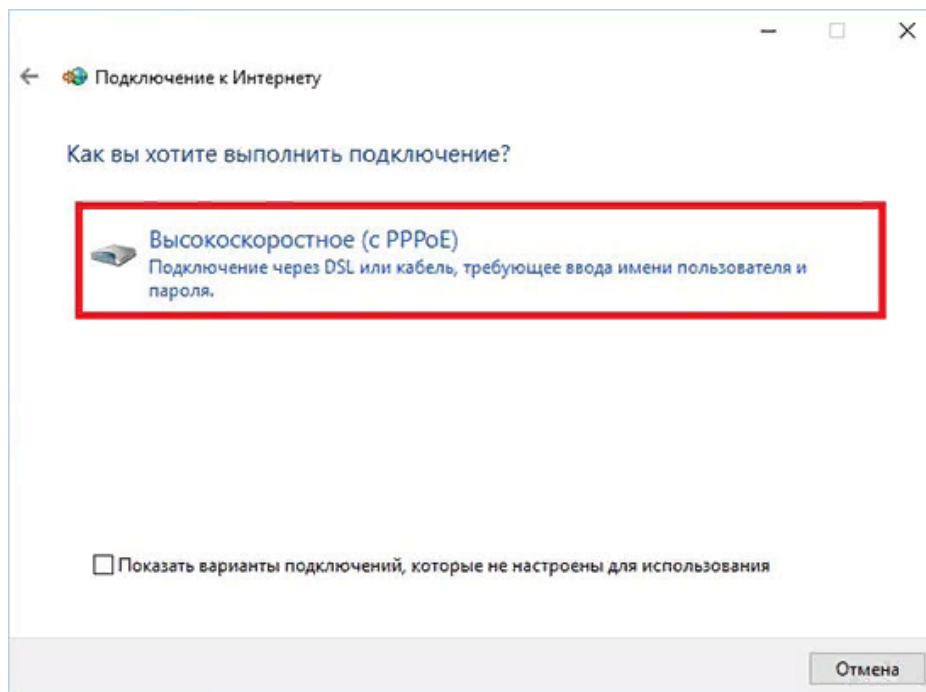 Подключение к Интернету
Как вы хотите выполнить подключение?
Высокоскоростное (с PPPoE)
Подключение через DSL или кабель, требующее ввода имени пользователя и
пароля.
Показать варианты подключений, которые не настроены для использования
Отмена